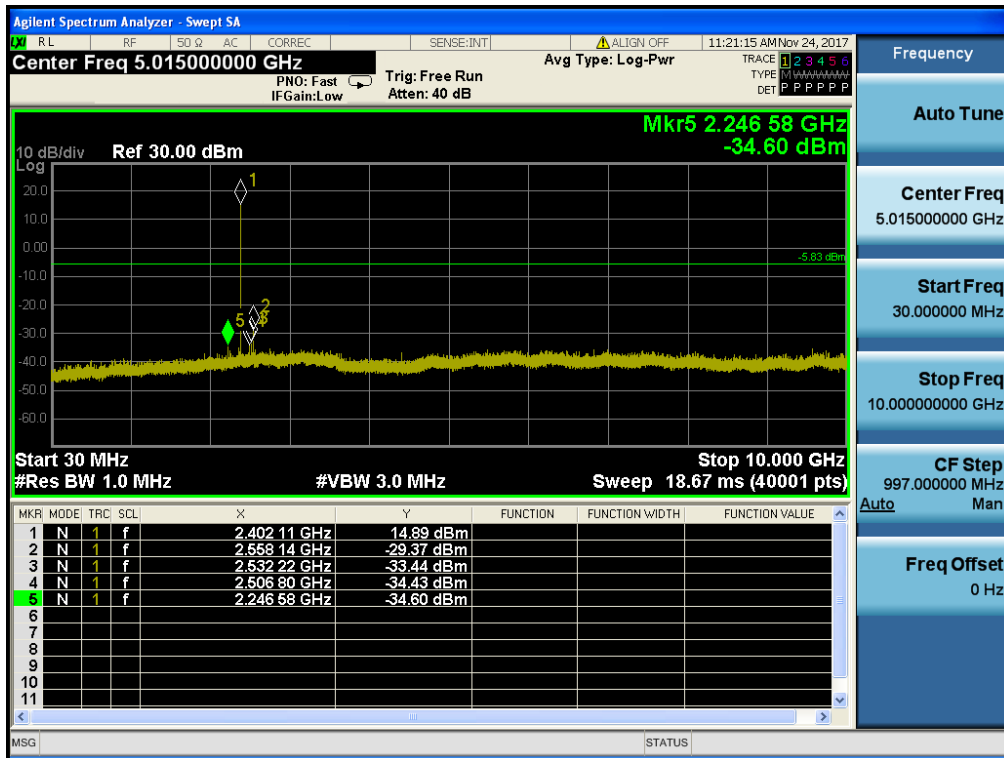 Agilent Spectrum Analyzer - Swept SA
LXI RL RF 50 Ω AC CORREC SENSE:INT ALIGN OFF 11:21:15 AM Nov 24, 2017
Center Freq 5.015000000 GHz
PNO: Fast
IFGain:Low
Trig: Free Run
Atten: 40 dB
Avg Type: Log-Pwr
TRACE 1 2 3 4 5 6
TYPE M
DET P P P P P P
Mkr5 2.246 58 GHz
-34.60 dBm
10 dB/div Ref 30.00 dBm
Log
20.0
10.0
0.00
-10.0
-20.0
-30.0
-40.0
-50.0
-60.0
1
-5.83 dBm
2
5
Start 30 MHz Stop 10.000 GHz
#Res BW 1.0 MHz #VBW 3.0 MHz Sweep 18.67 ms (40001 pts)
MKR MODE TRC SCL X Y FUNCTION FUNCTION WIDTH FUNCTION VALUE
1 N 1 f 2.402 11 GHz 14.89 dBm
2 N 1 f 2.558 14 GHz -29.37 dBm
3 N 1 f 2.532 22 GHz -33.44 dBm
4 N 1 f 2.506 80 GHz -34.43 dBm
5 N 1 f 2.246 58 GHz -34.60 dBm
6
7
8
9
10
11
MSG STATUS
Frequency
Auto Tune
Center Freq
5.015000000 GHz
Start Freq
30.000000 MHz
Stop Freq
10.000000000 GHz
CF Step
997.000000 MHz
Auto Man
Freq Offset
0 Hz